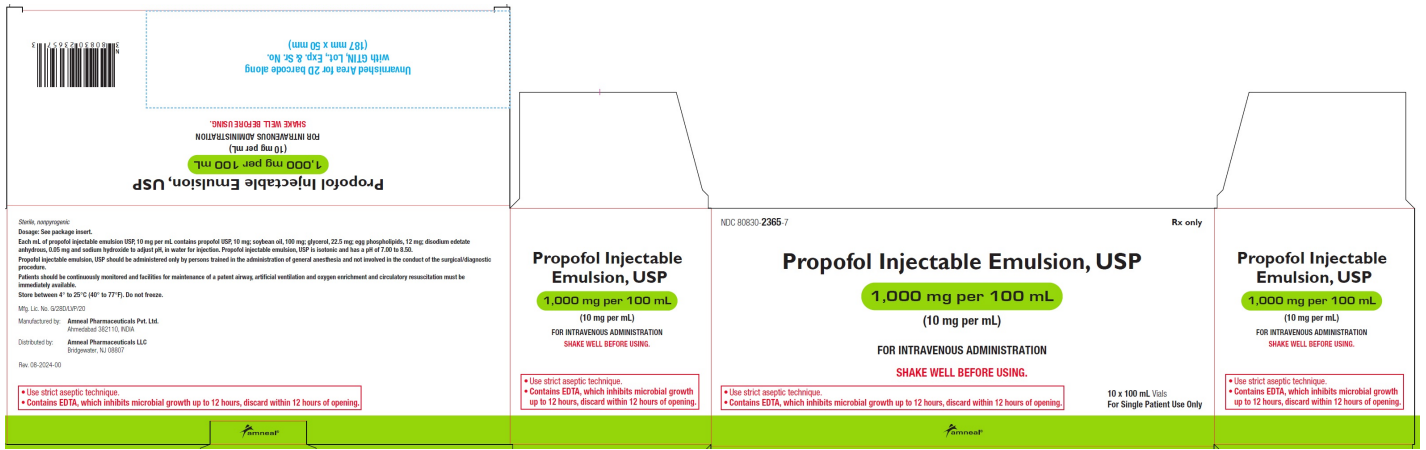 Unvarnished Area for 2D barcode along
with GTIN, Lot., Exp. & Sr. No.
(187 mm x 50 mm)
Propofol Injectable Emulsion, USP
1,000 mg per 100 mL
(10 mg per mL)
FOR INTRAVENOUS ADMINISTRATION
SHAKE WELL BEFORE USING.
Sterile, nonpyrogenic
Dosage: See package insert.
Each mL of propofol injectable emulsion USP, 10 mg per mL contains propofol USP, 10 mg; soybean oil, 100 mg; glycerol, 22.5 mg; egg phospholipids, 12 mg; disodium edetate
anhydrous, 0.05 mg and sodium hydroxide to adjust pH, in water for injection. Propofol injectable emulsion, USP is isotonic and has a pH of 7.00 to 8.50.
Propofol injectable emulsion, USP should be administered only by persons trained in the administration of general anesthesia and not involved in the conduct of the surgical/diagnostic
procedure.
Patients should be continuously monitored and facilities for maintenance of a patent airway, artificial ventilation and oxygen enrichment and circulatory resuscitation must be
immediately available.
Store between 4° to 25°C (40° to 77°F). Do not freeze.
Mfg. Lic. No. G/28D/LVP/20
Manufactured by: Amneal Pharmaceuticals Pvt. Ltd.
Ahmedabad 382110, INDIA
Distributed by: Amneal Pharmaceuticals LLC
Bridgewater, NJ 08807
Rev. 08-2024-00
• Use strict aseptic technique.
• Contains EDTA, which inhibits microbial growth up to 12 hours, discard within 12 hours of opening.
amneal®
Propofol Injectable
Emulsion, USP
1,000 mg per 100 mL
(10 mg per mL)
FOR INTRAVENOUS ADMINISTRATION
SHAKE WELL BEFORE USING.
• Use strict aseptic technique.
• Contains EDTA, which inhibits microbial growth
up to 12 hours, discard within 12 hours of opening.
NDC 80830-2365-7
Rx only
Propofol Injectable Emulsion, USP
1,000 mg per 100 mL
(10 mg per mL)
FOR INTRAVENOUS ADMINISTRATION
SHAKE WELL BEFORE USING.
• Use strict aseptic technique.
• Contains EDTA, which inhibits microbial growth up to 12 hours, discard within 12 hours of opening.
10 x 100 mL Vials
For Single Patient Use Only
amneal®
Propofol Injectable
Emulsion, USP
1,000 mg per 100 mL
(10 mg per mL)
FOR INTRAVENOUS ADMINISTRATION
SHAKE WELL BEFORE USING.
• Use strict aseptic technique.
• Contains EDTA, which inhibits microbial growth
up to 12 hours, discard within 12 hours of opening.